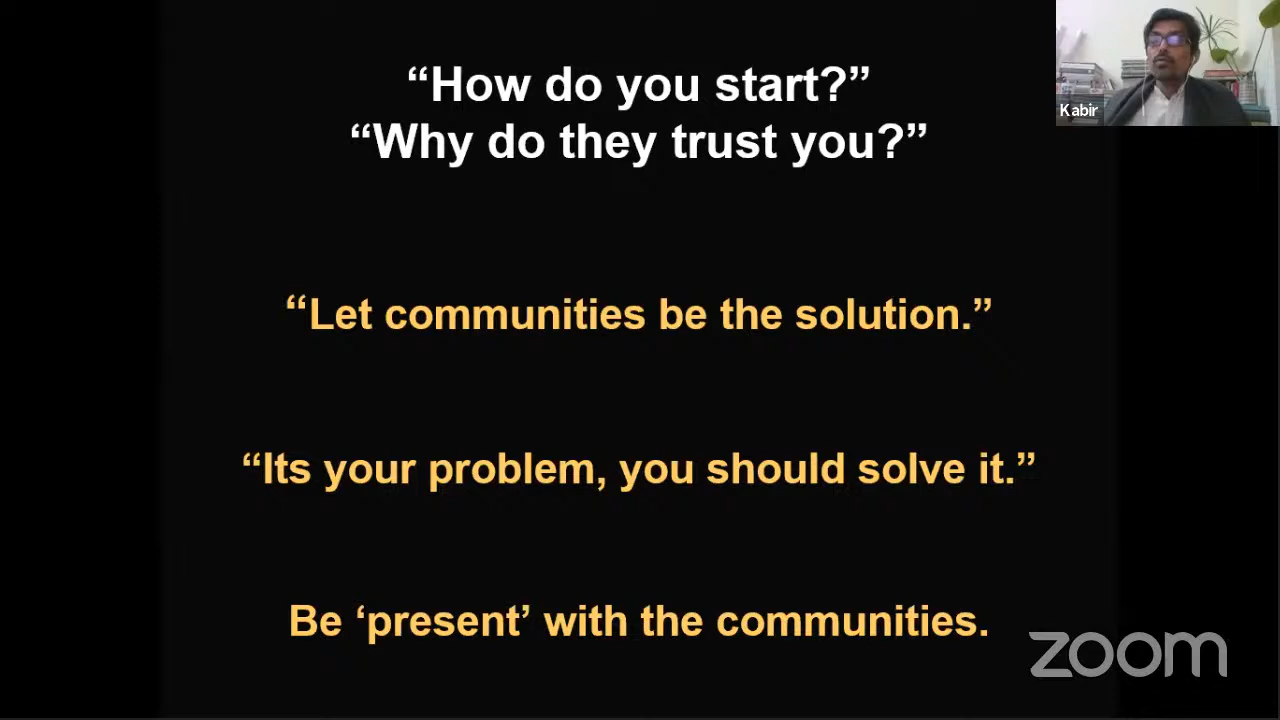 “How do you start?”
“Why do they trust you?”
“Let communities be the solution.”
“Its your problem, you should solve it.”
Be ‘present’ with the communities.
Kabir
zoom